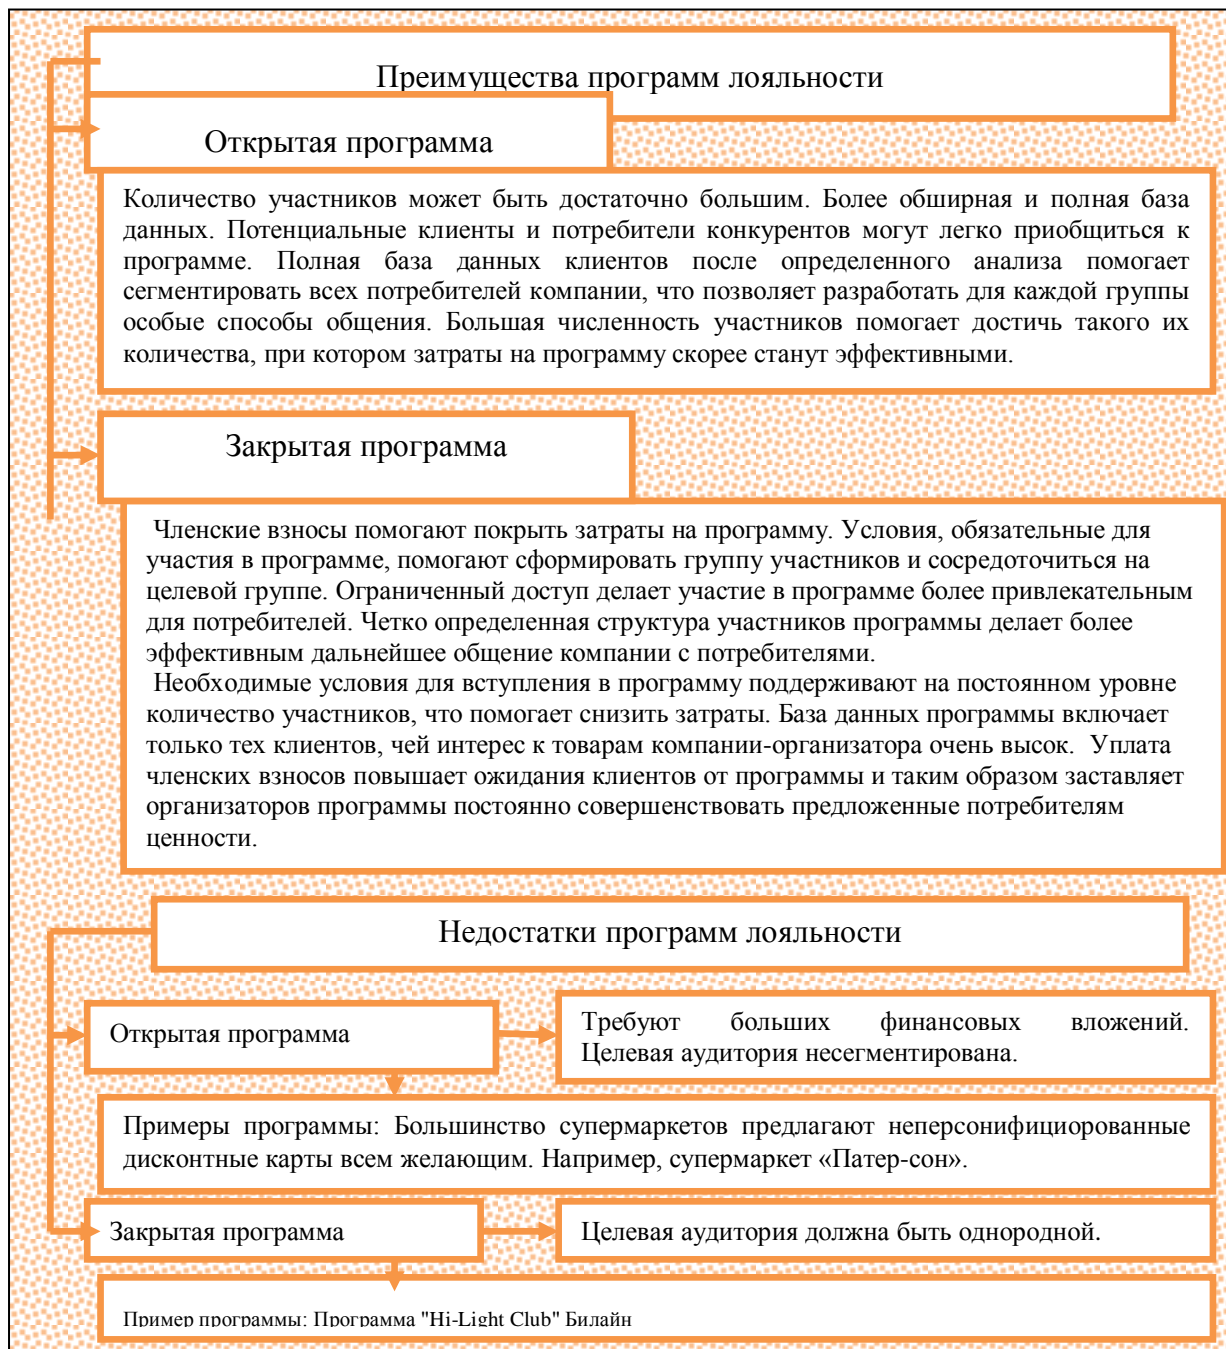 Преимущества программ лояльности
Открытая программа
Количество участников может быть достаточно большим. Более обширная и полная база
данных. Потенциальные клиенты и потребители конкурентов могут легко приобщиться к
программе. Полная база данных клиентов после определенного анализа помогает
сегментировать всех потребителей компании, что позволяет разработать для каждой группы
особые способы общения. Большая численность участников помогает достичь такого их
количества, при котором затраты на программу скорее станут эффективными.
Закрытая программа
Членские взносы помогают покрыть затраты на программу. Условия, обязательные для
участия в программе, помогают сформировать группу участников и сосредоточиться на
целевой группе. Ограниченный доступ делает участие в программе более привлекательным
для потребителей. Четко определенная структура участников программы делает более
эффективным дальнейшее общение компании с потребителями.
Необходимые условия для вступления в программу поддерживают на постоянном уровне
количество участников, что помогает снизить затраты. База данных программы включает
только тех клиентов, чей интерес к товарам компании-организатора очень высок. Уплата
членских взносов повышает ожидания клиентов от программы и таким образом заставляет
организаторов программы постоянно совершенствовать предложенные потребителям
ценности.
Недостатки программ лояльности
Открытая программа
Требуют больших финансовых вложений.
Целевая аудитория несегментирована.
Примеры программы: Большинство супермаркетов предлагают неперсонифициорованные
дисконтные карты всем желающим. Например, супермаркет «Патер-сон».
Закрытая программа
Целевая аудитория должна быть однородной.
Пример программы: Программа "Hi-Light Club" Билайн